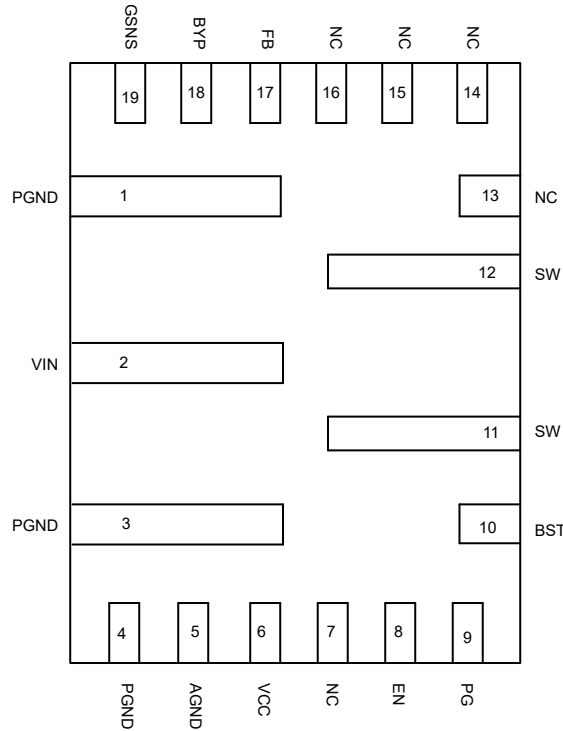 GSNS
BYP
FB
NC
NC
NC
19
18
17
16
15
14
PGND
1
13
NC
12
SW
VIN
2
11
SW
PGND
3
10
BST
4
5
6
7
8
9
PGND
AGND
VCC
NC
EN
PG